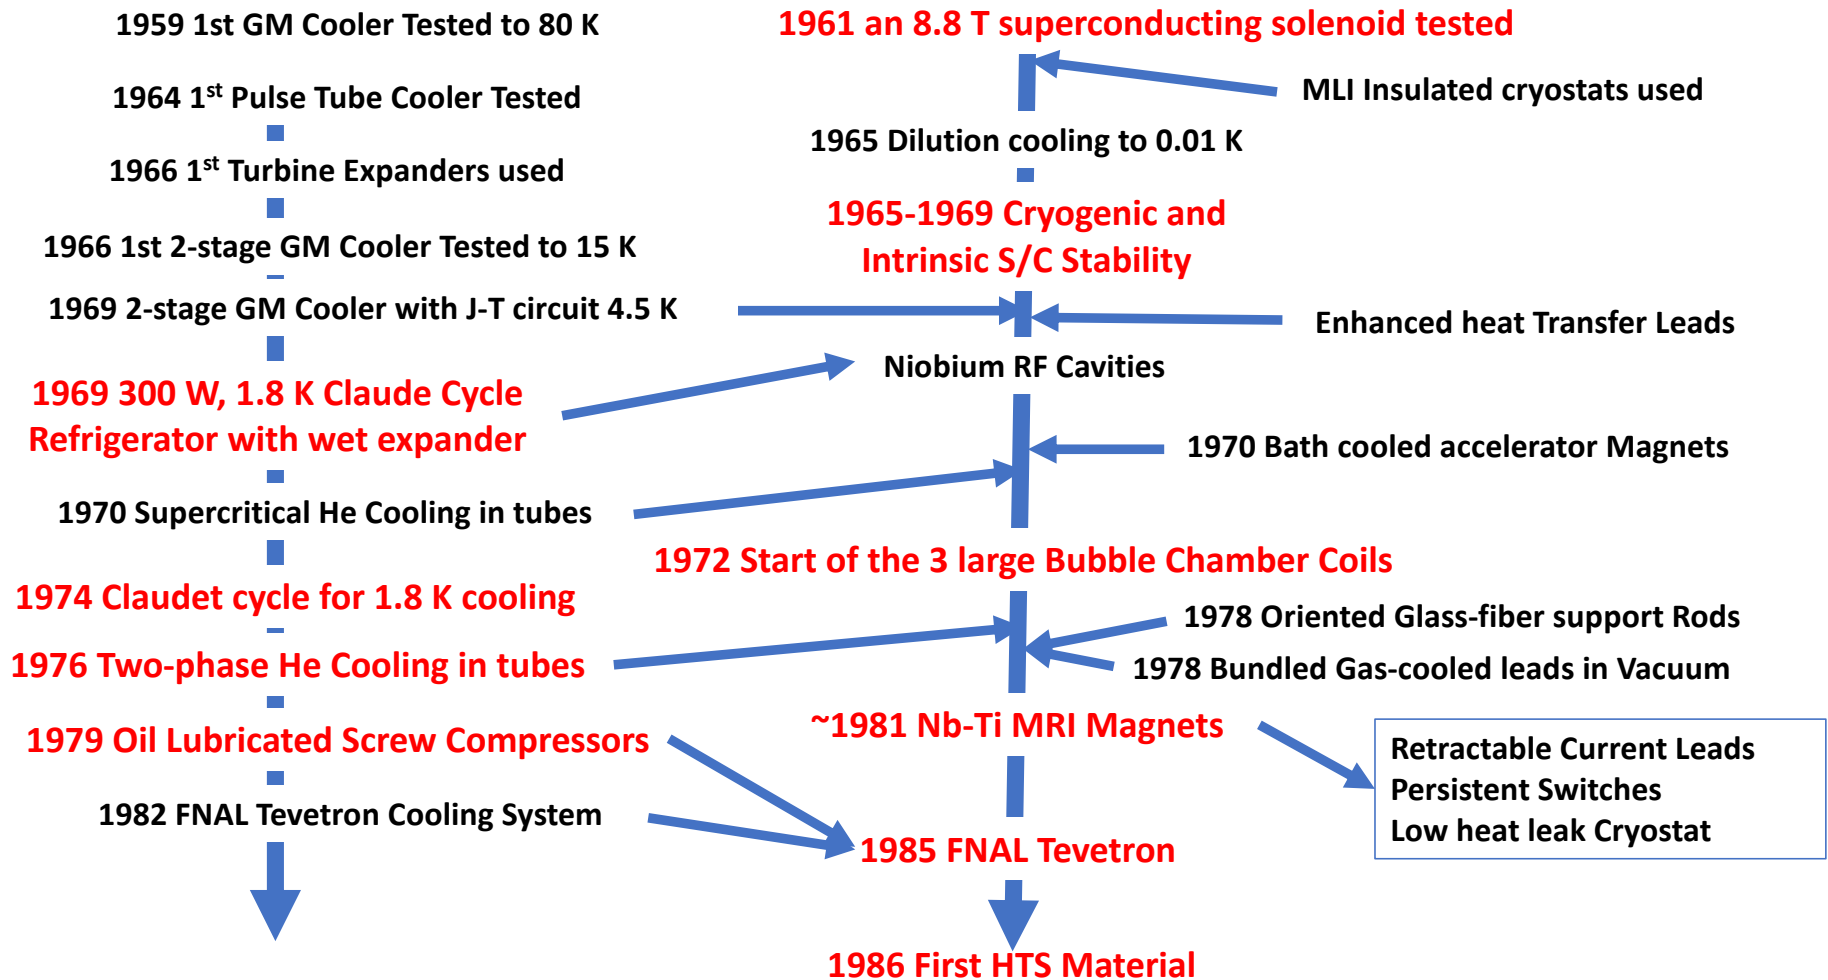 1959 1st GM Cooler Tested to 80 K
1964 1st Pulse Tube Cooler Tested
1966 1st Turbine Expanders used
1966 1st 2-stage GM Cooler Tested to 15 K
1969 2-stage GM Cooler with J-T circuit 4.5 K
1969 300 W, 1.8 K Claude Cycle
Refrigerator with wet expander
1970 Supercritical He Cooling in tubes
1974 Claudet cycle for 1.8 K cooling
1976 Two-phase He Cooling in tubes
1979 Oil Lubricated Screw Compressors
1982 FNAL Tevetron Cooling System
1961 an 8.8 T superconducting solenoid tested
1965 Dilution cooling to 0.01 K
1965-1969 Cryogenic and
Intrinsic S/C Stability
Niobium RF Cavities
1972 Start of the 3 large Bubble Chamber Coils
~1981 Nb-Ti MRI Magnets
1985 FNAL Tevetron
1986 First HTS Material
MLI Insulated cryostats used
Enhanced heat Transfer Leads
1970 Bath cooled accelerator Magnets
1978 Oriented Glass-fiber support Rods
1978 Bundled Gas-cooled leads in Vacuum
Retractable Current Leads
Persistent Switches
Low heat leak Cryostat